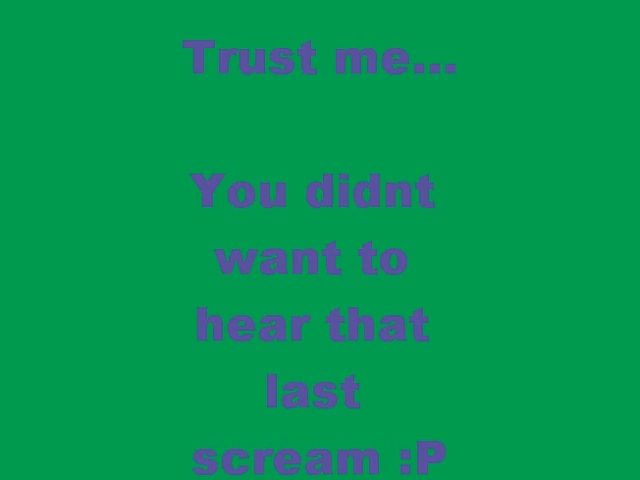 Trust me...
You didnt
want to
hear that
last
scream :P